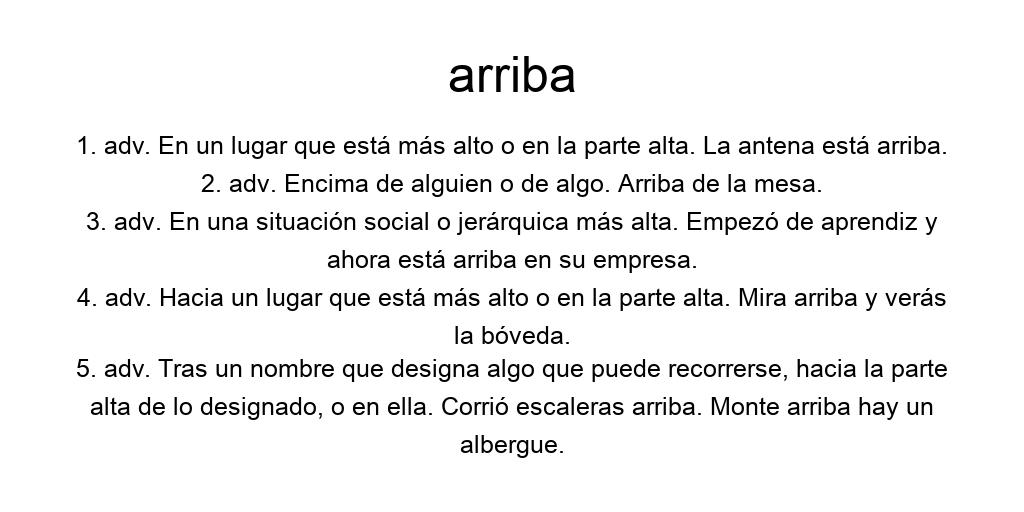 arriba
1. adv. En un lugar que está más alto o en la parte alta. La antena está arriba.
2. adv. Encima de alguien o de algo. Arriba de la mesa.
3. adv. En una situación social o jerárquica más alta. Empezó de aprendiz y
ahora está arriba en su empresa.
4. adv. Hacia un lugar que está más alto o en la parte alta. Mira arriba y verás
la bóveda.
5. adv. Tras un nombre que designa algo que puede recorrerse, hacia la parte
alta de lo designado, o en ella. Corrió escaleras arriba. Monte arriba hay un
albergue.